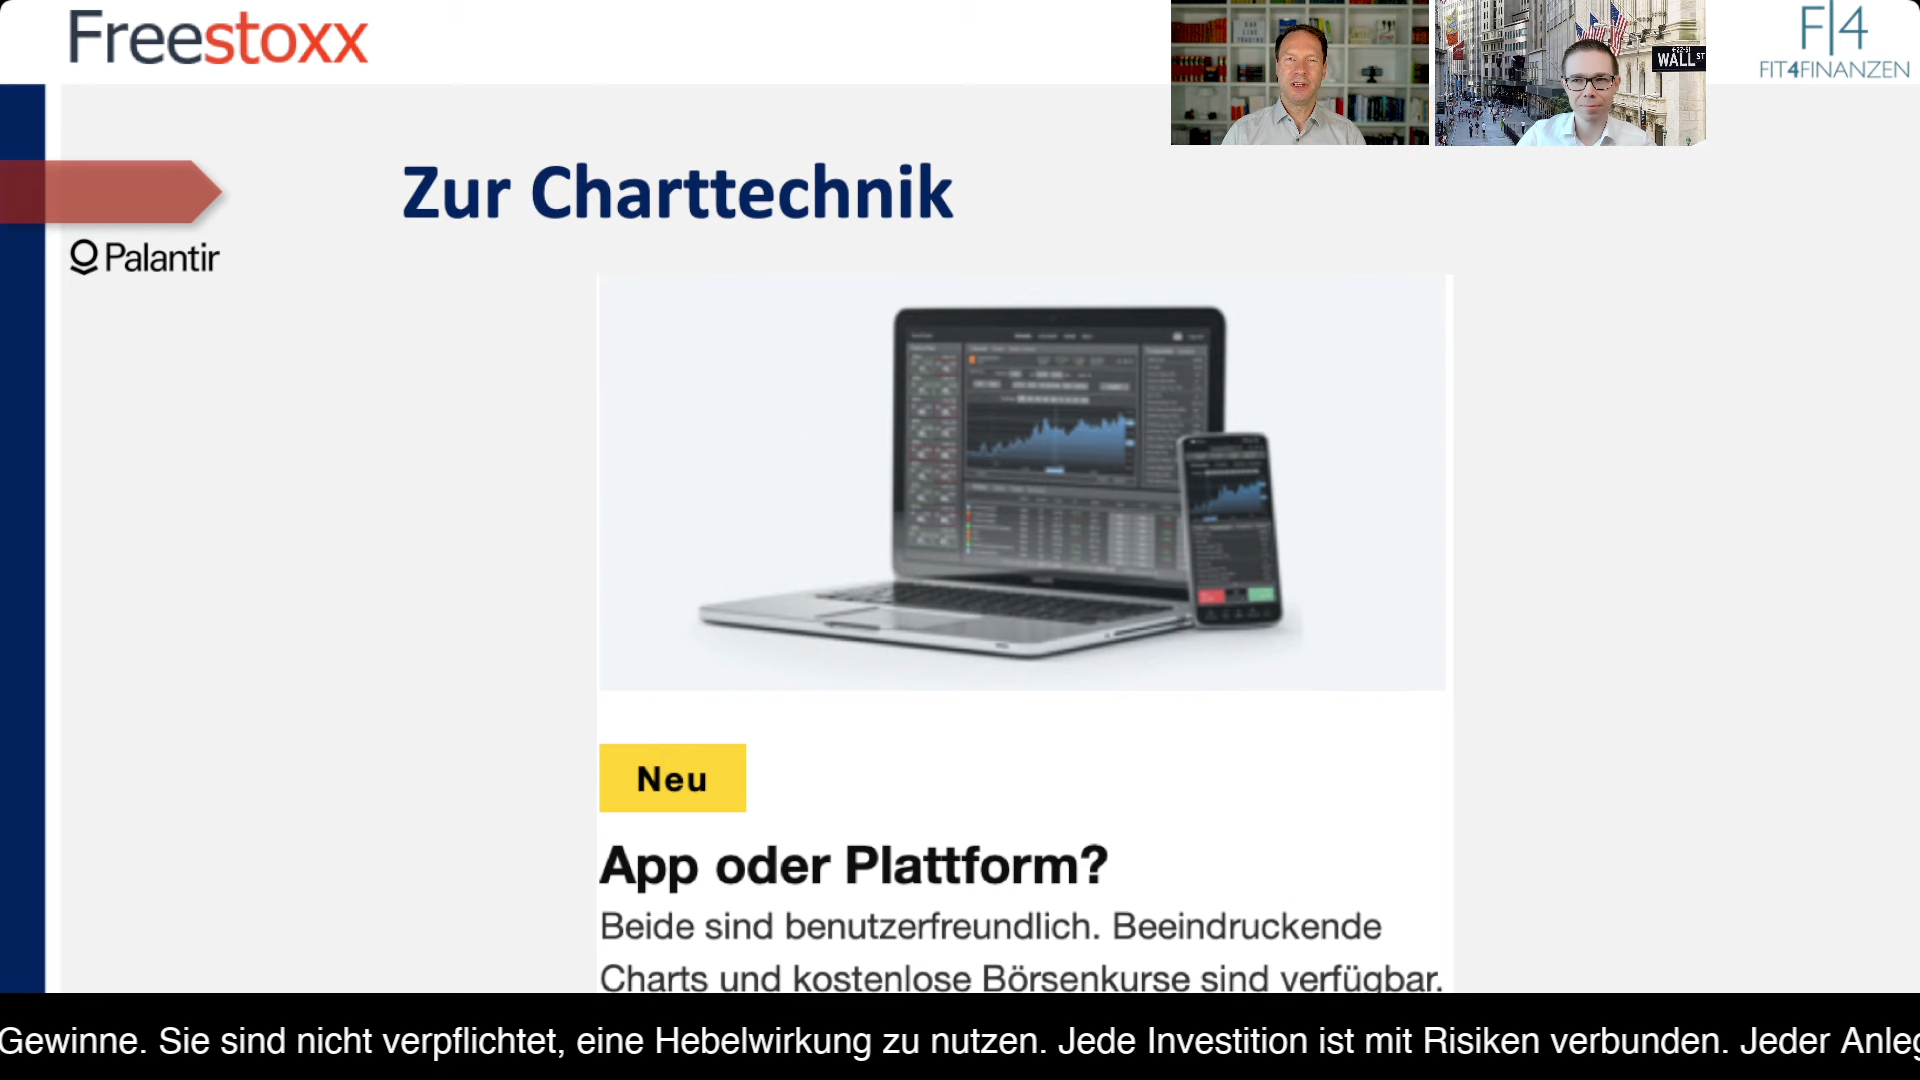 Freestoxx
WALL ST
F|4
FIT4FINANZEN
Zur Charttechnik
Palantir
Neu
App oder Plattform?
Beide sind benutzerfreundlich. Beeindruckende
Charts und kostenlose Börsenkurse sind verfügbar.
Gewinne. Sie sind nicht verpflichtet, eine Hebelwirkung zu nutzen. Jede Investition ist mit Risiken verbunden. Jeder Anleg